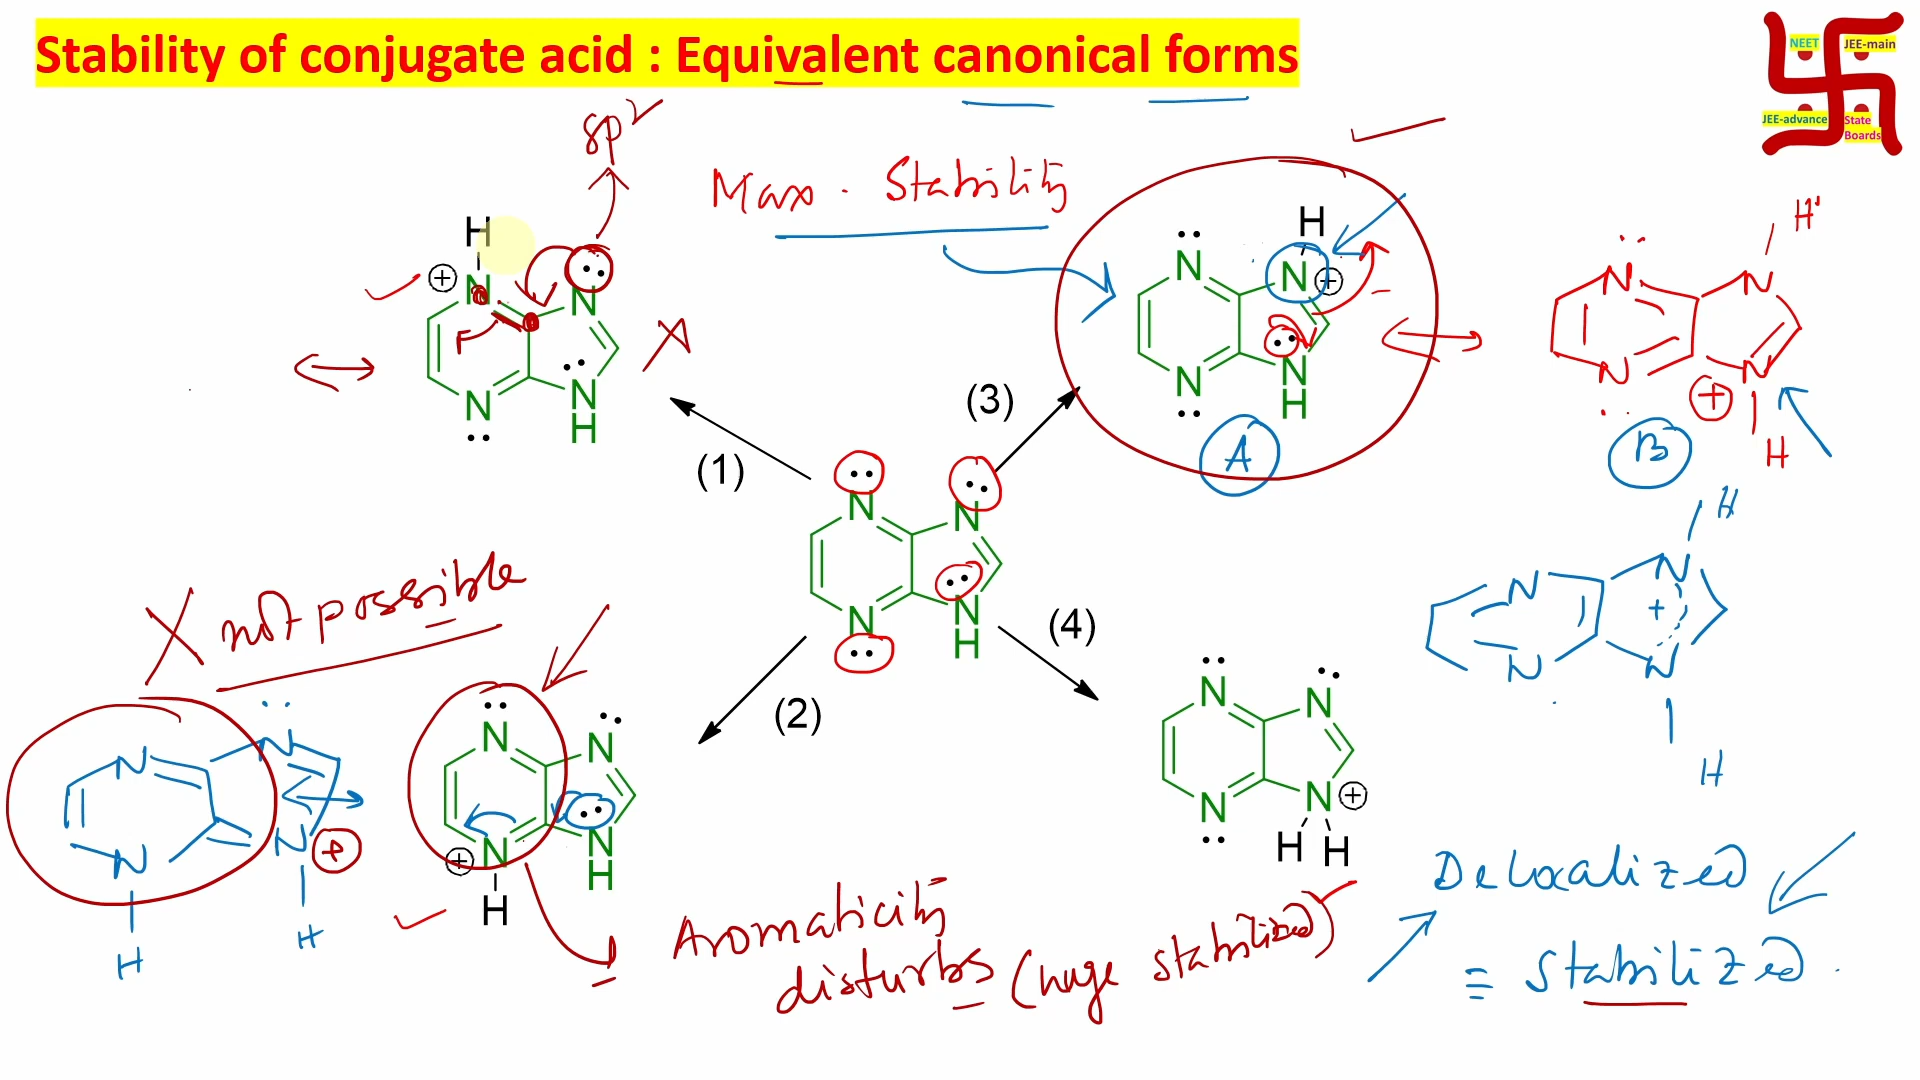 Stability of conjugate acid : Equivalent canonical forms
NEET
JEE-main
JEE-advance
State
Boards
sp²
Max. Stability
H
N
N
N
N
H
H
N
N
N
N
H
H
N
N
N
N
H
A
B
(1)
(3)
N
N
N
N
H
(2)
(4)
X not possible
N
N
N
N
H
H
N
N
N
N
H
H
N
N
N
N
H H
H
N
N
N
N
H
Aromaticity
disturbs (huge stabilized)
Delocalized
≡ Stabilized.